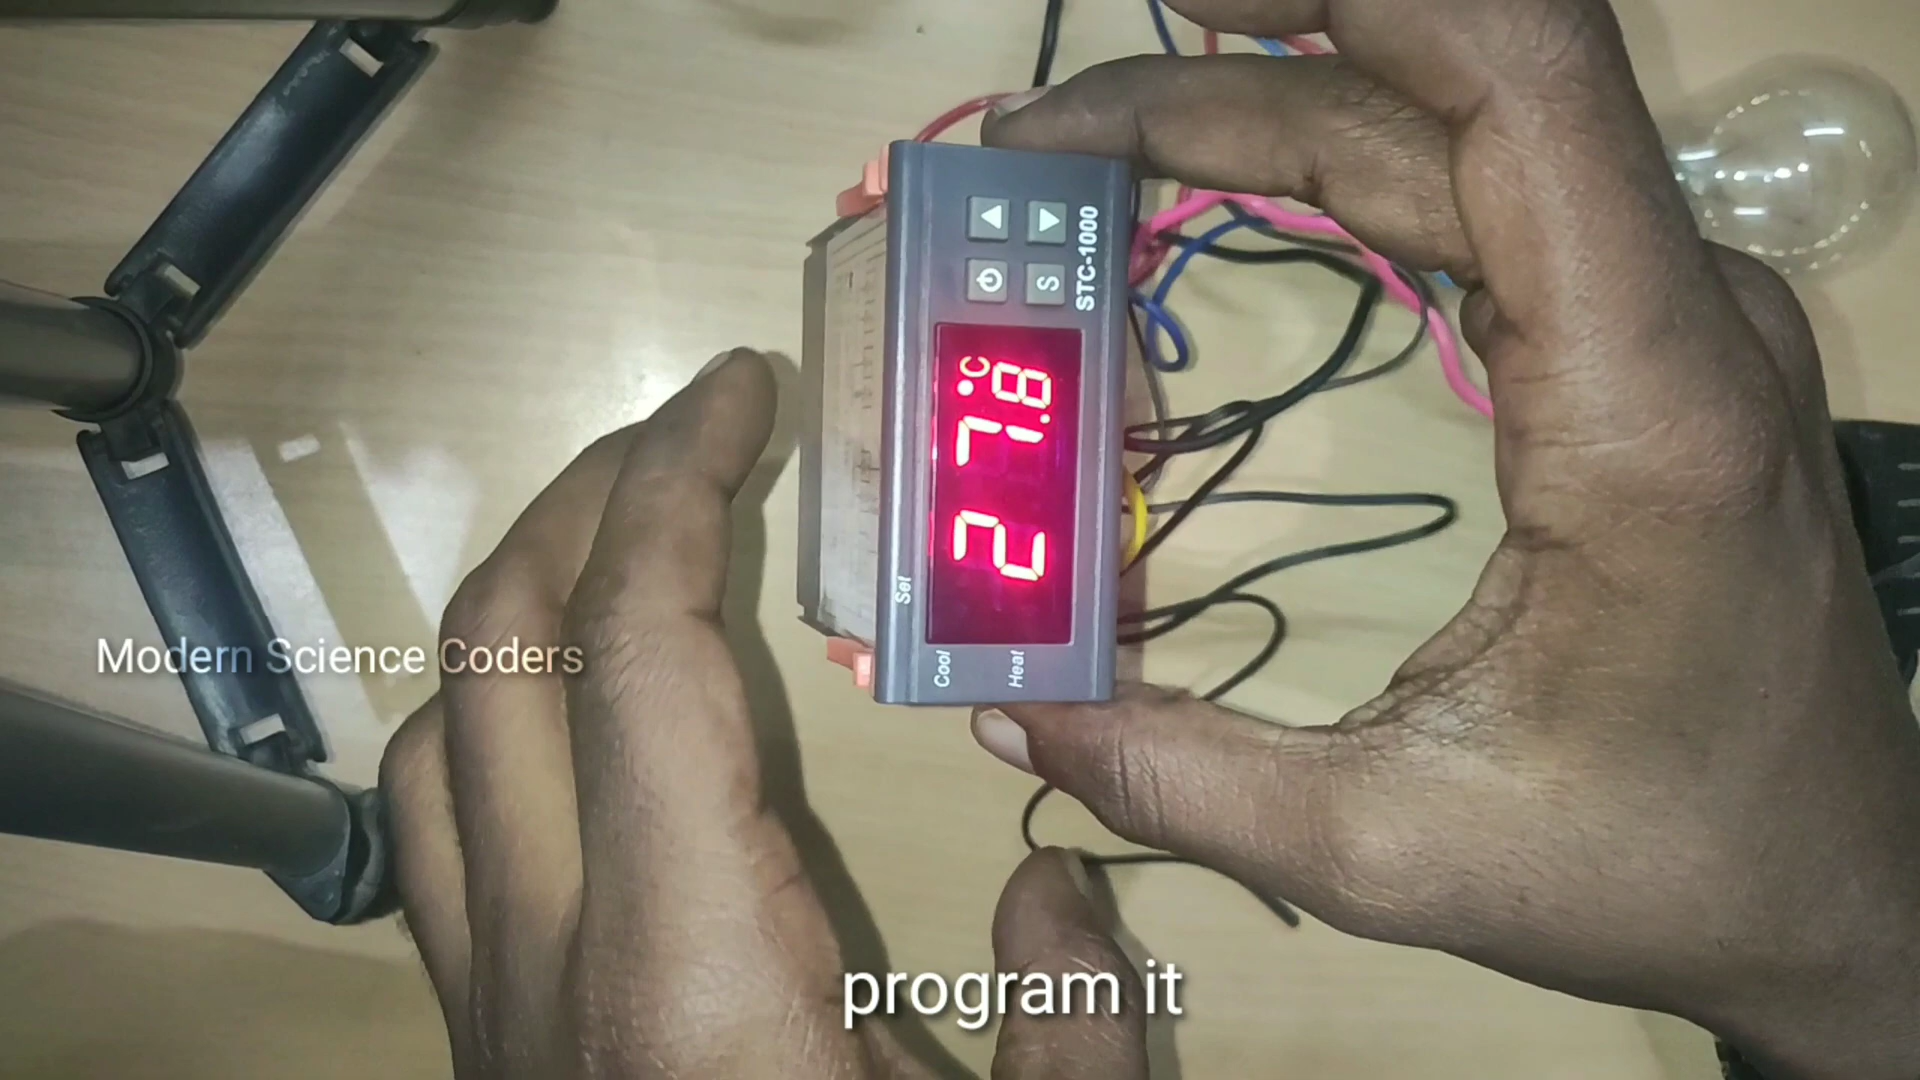 STC-1000
S
27.8
°C
Set
Cool
Heat
Modern Science Coders
program it